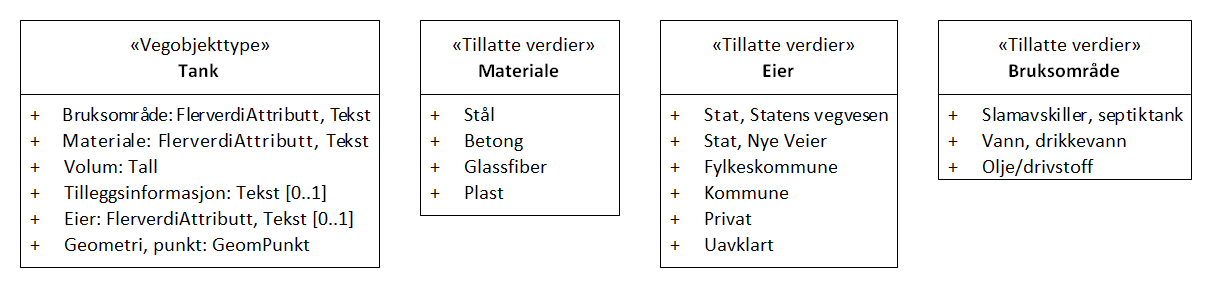 «Vegobjekttype»
Tank
+ Bruksområde: FlerverdiAttributt, Tekst
+ Materiale: FlerverdiAttributt, Tekst
+ Volum: Tall
+ Tilleggsinformasjon: Tekst [0..1]
+ Eier: FlerverdiAttributt, Tekst [0..1]
+ Geometri, punkt: GeomPunkt
«Tillatte verdier»
Materiale
+ Stål
+ Betong
+ Glassfiber
+ Plast
«Tillatte verdier»
Eier
+ Stat, Statens vegvesen
+ Stat, Nye Veier
+ Fylkeskommune
+ Kommune
+ Privat
+ Uavklart
«Tillatte verdier»
Bruksområde
+ Slamavskiller, septiktank
+ Vann, drikkevann
+ Olje/drivstoff